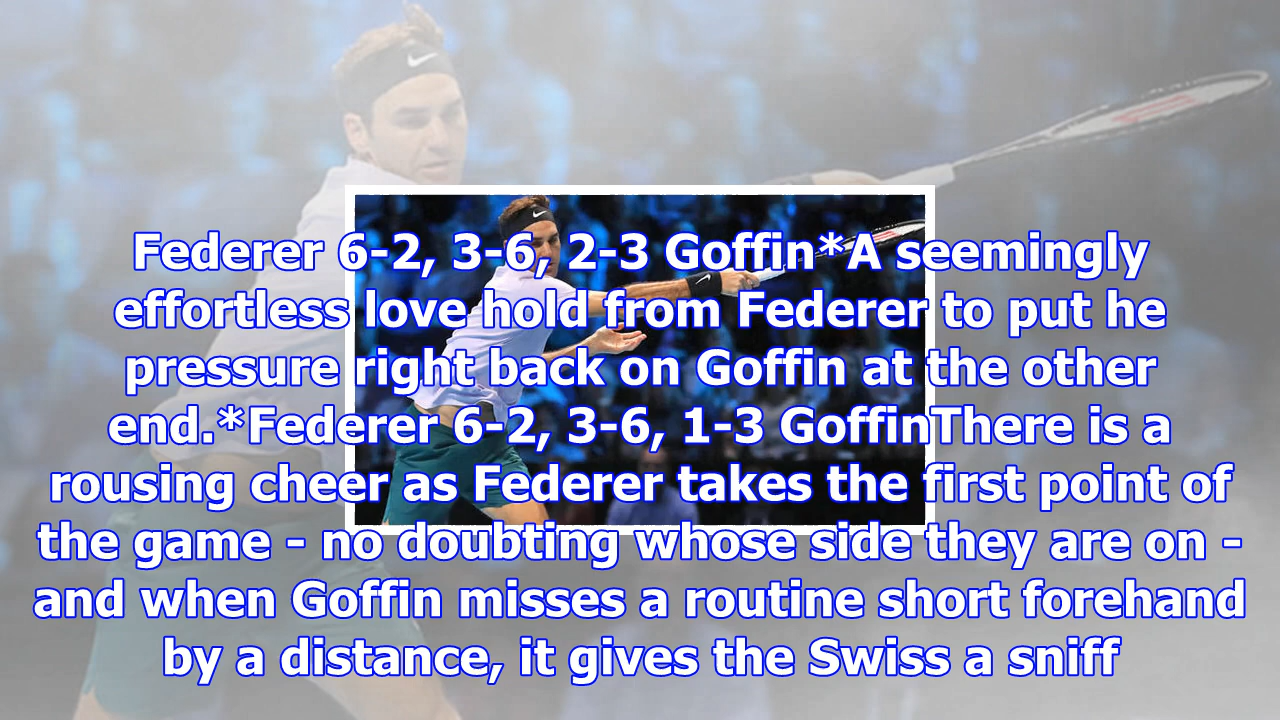 Federer 6-2, 3-6, 2-3 Goffin*A seemingly
effortless love hold from Federer to put he
pressure right back on Goffin at the other
end.*Federer 6-2, 3-6, 1-3 GoffinThere is a
rousing cheer as Federer takes the first point of
the game - no doubting whose side they are on -
and when Goffin misses a routine short forehand
by a distance, it gives the Swiss a sniff